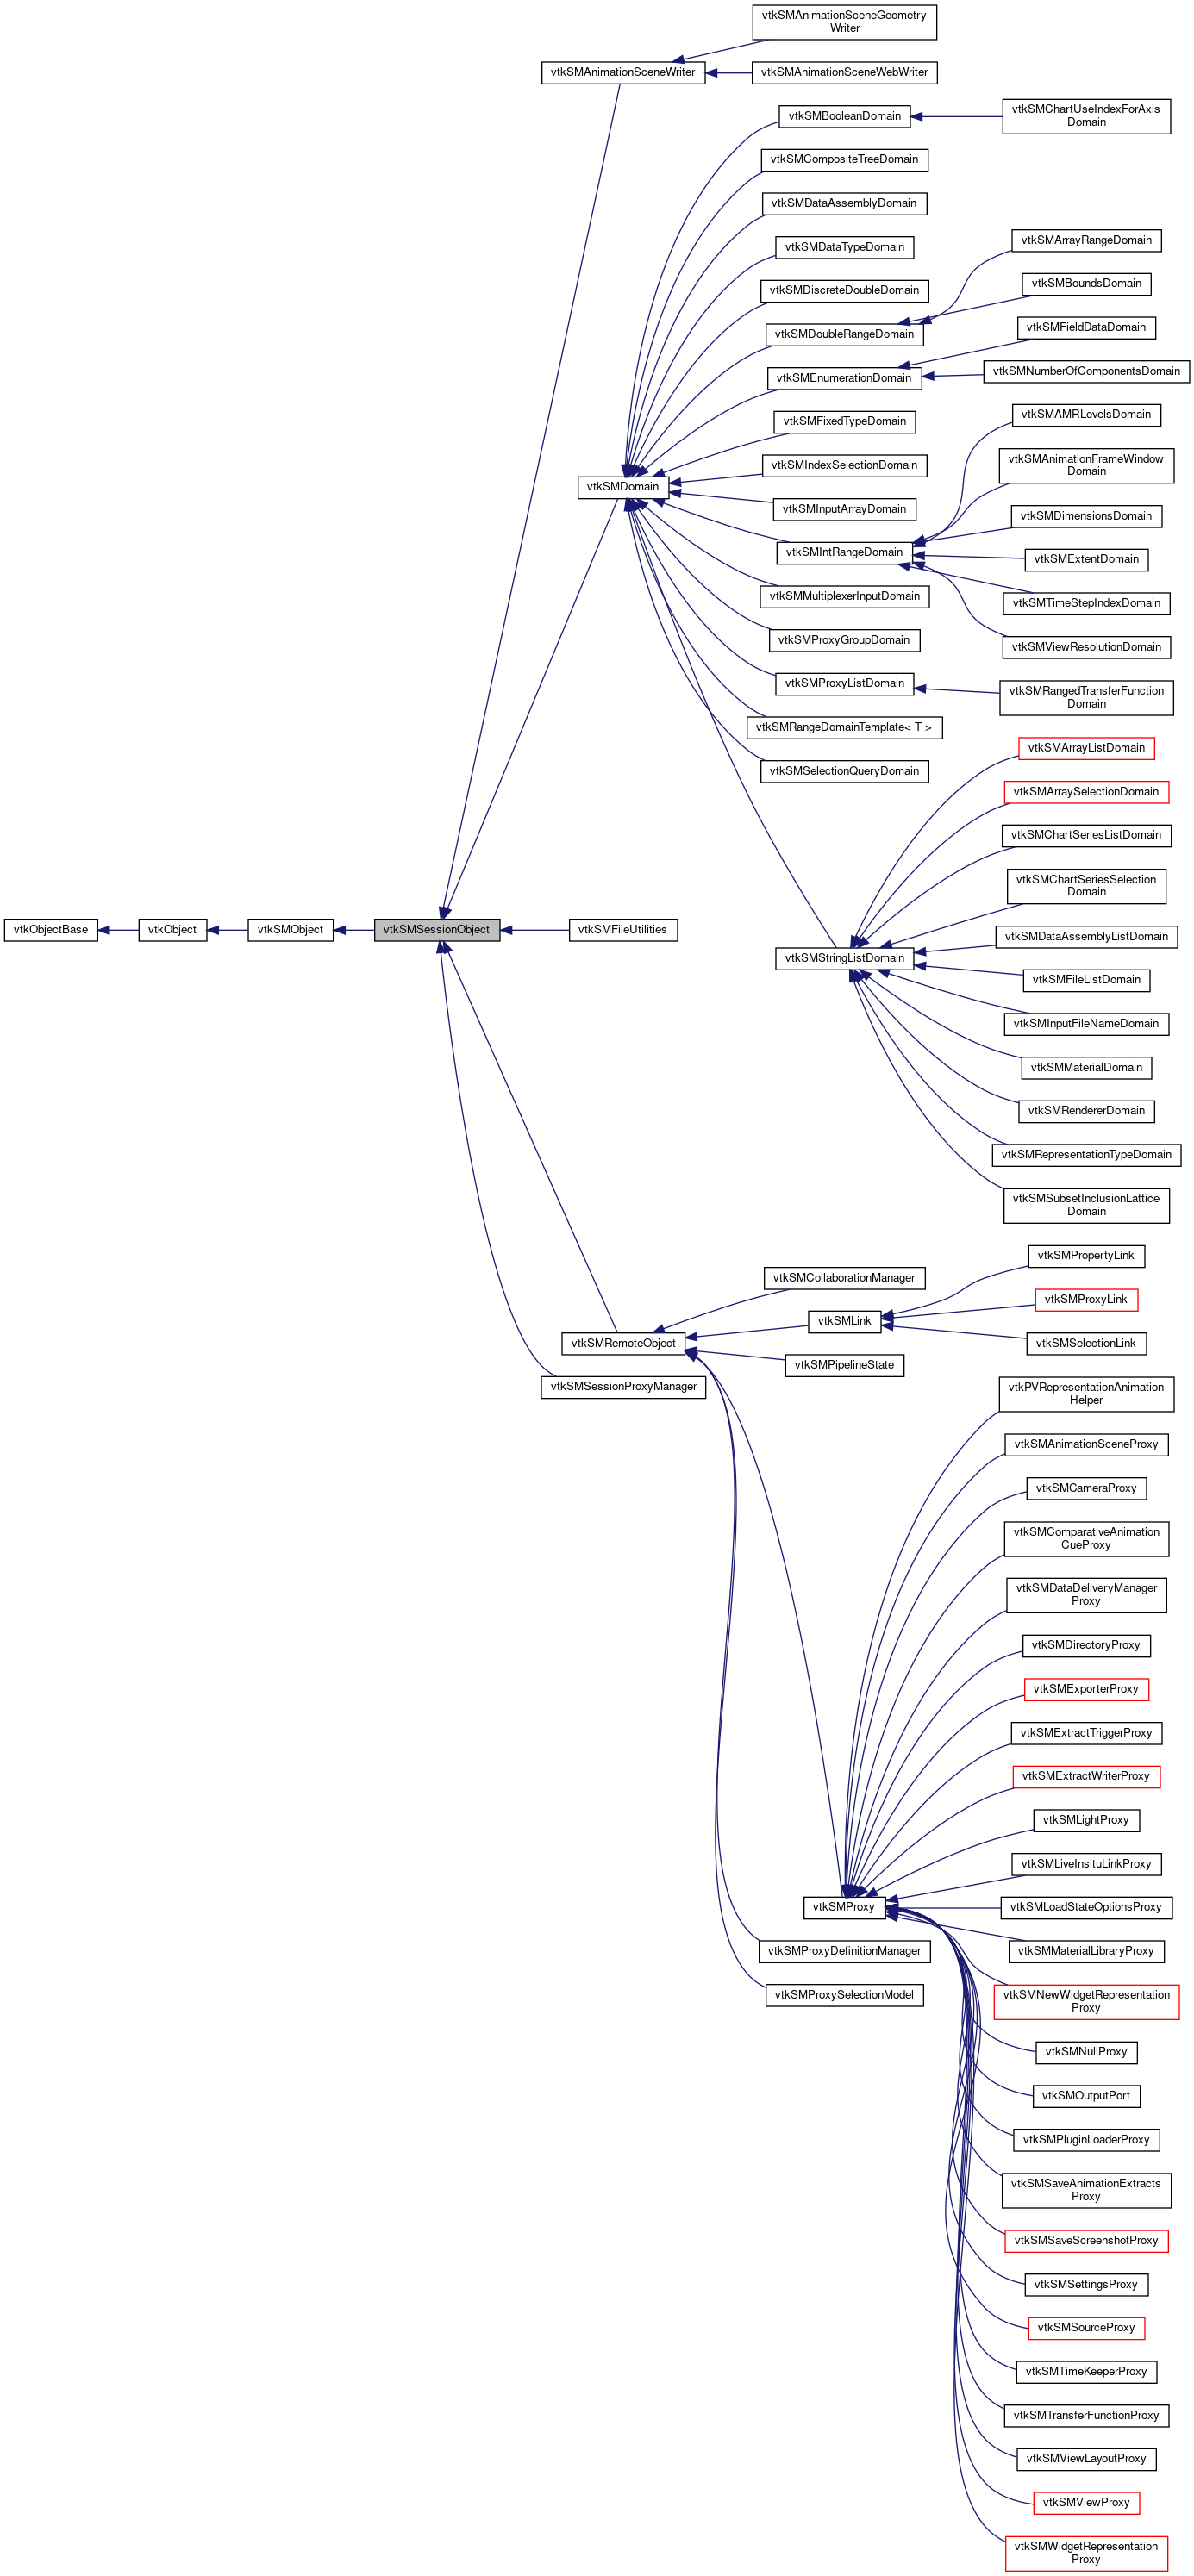 vtkSMAnimationSceneGeometry
Writer
vtkSMAnimationSceneWriter
vtkSMAnimationSceneWebWriter
vtkSMBooleanDomain
vtkSMChartUseIndexForAxis
Domain
vtkSMCompositeTreeDomain
vtkSMDataAssemblyDomain
vtkSMDataTypeDomain
vtkSMArrayRangeDomain
vtkSMDiscreteDoubleDomain
vtkSMBoundsDomain
vtkSMDoubleRangeDomain
vtkSMFieldDataDomain
vtkSMEnumerationDomain
vtkSMNumberOfComponentsDomain
vtkSMFixedTypeDomain
vtkSMAMRLevelsDomain
vtkSMIndexSelectionDomain
vtkSMAnimationFrameWindow
Domain
vtkSMDomain
vtkSMInputArrayDomain
vtkSMDimensionsDomain
vtkSMIntRangeDomain
vtkSMExtentDomain
vtkSMMultiplexerInputDomain
vtkSMTimeStepIndexDomain
vtkSMProxyGroupDomain
vtkSMViewResolutionDomain
vtkSMProxyListDomain
vtkSMRangedTransferFunction
Domain
vtkSMRangeDomainTemplate< T >
vtkSMArrayListDomain
vtkSMSelectionQueryDomain
vtkSMArraySelectionDomain
vtkSMChartSeriesListDomain
vtkSMChartSeriesSelection
Domain
vtkObjectBase
vtkObject
vtkSMObject
vtkSMSessionObject
vtkSMFileUtilities
vtkSMDataAssemblyListDomain
vtkSMStringListDomain
vtkSMFileListDomain
vtkSMInputFileNameDomain
vtkSMMaterialDomain
vtkSMRendererDomain
vtkSMRepresentationTypeDomain
vtkSMSubsetInclusionLattice
Domain
vtkSMPropertyLink
vtkSMCollaborationManager
vtkSMProxyLink
vtkSMLink
vtkSMRemoteObject
vtkSMSelectionLink
vtkSMPipelineState
vtkSMSessionProxyManager
vtkPVRepresentationAnimation
Helper
vtkSMAnimationSceneProxy
vtkSMCameraProxy
vtkSMComparativeAnimation
CueProxy
vtkSMDataDeliveryManager
Proxy
vtkSMDirectoryProxy
vtkSMExporterProxy
vtkSMExtractTriggerProxy
vtkSMExtractWriterProxy
vtkSMLightProxy
vtkSMLiveInsituLinkProxy
vtkSMProxy
vtkSMLoadStateOptionsProxy
vtkSMProxyDefinitionManager
vtkSMMaterialLibraryProxy
vtkSMProxySelectionModel
vtkSMNewWidgetRepresentation
Proxy
vtkSMNullProxy
vtkSMOutputPort
vtkSMPluginLoaderProxy
vtkSMSaveAnimationExtracts
Proxy
vtkSMSaveScreenshotProxy
vtkSMSettingsProxy
vtkSMSourceProxy
vtkSMTimeKeeperProxy
vtkSMTransferFunctionProxy
vtkSMViewLayoutProxy
vtkSMViewProxy
vtkSMWidgetRepresentation
Proxy